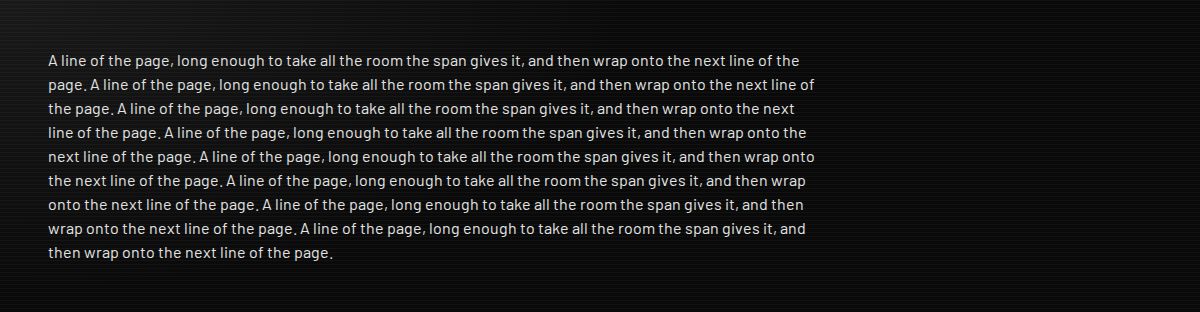 A line of the page, long enough to take all the room the span gives it, and then wrap onto the next line of the
page. A line of the page, long enough to take all the room the span gives it, and then wrap onto the next line of
the page. A line of the page, long enough to take all the room the span gives it, and then wrap onto the next
line of the page. A line of the page, long enough to take all the room the span gives it, and then wrap onto the
next line of the page. A line of the page, long enough to take all the room the span gives it, and then wrap onto
the next line of the page. A line of the page, long enough to take all the room the span gives it, and then wrap
onto the next line of the page. A line of the page, long enough to take all the room the span gives it, and then
wrap onto the next line of the page. A line of the page, long enough to take all the room the span gives it, and
then wrap onto the next line of the page.